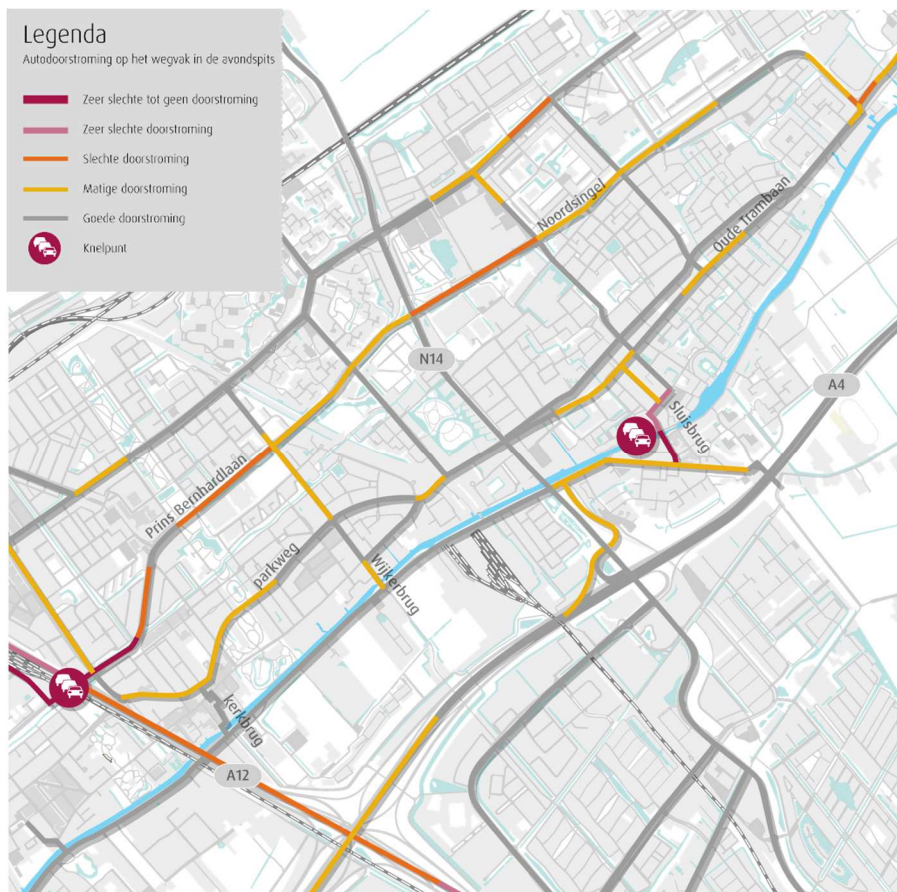 Legenda
Autodoorstroming op het wegvak in de avondspits
Zeer slechte tot geen doorstroming
Zeer slechte doorstroming
Slechte doorstroming
Matige doorstroming
Goede doorstroming
Knelpunt
Noordsingel
Oude Trambaan
N14
A4
Sluisbrug
Prins Bernhardlaan
parkweg
Wijkerbrug
kerkbrug
A12